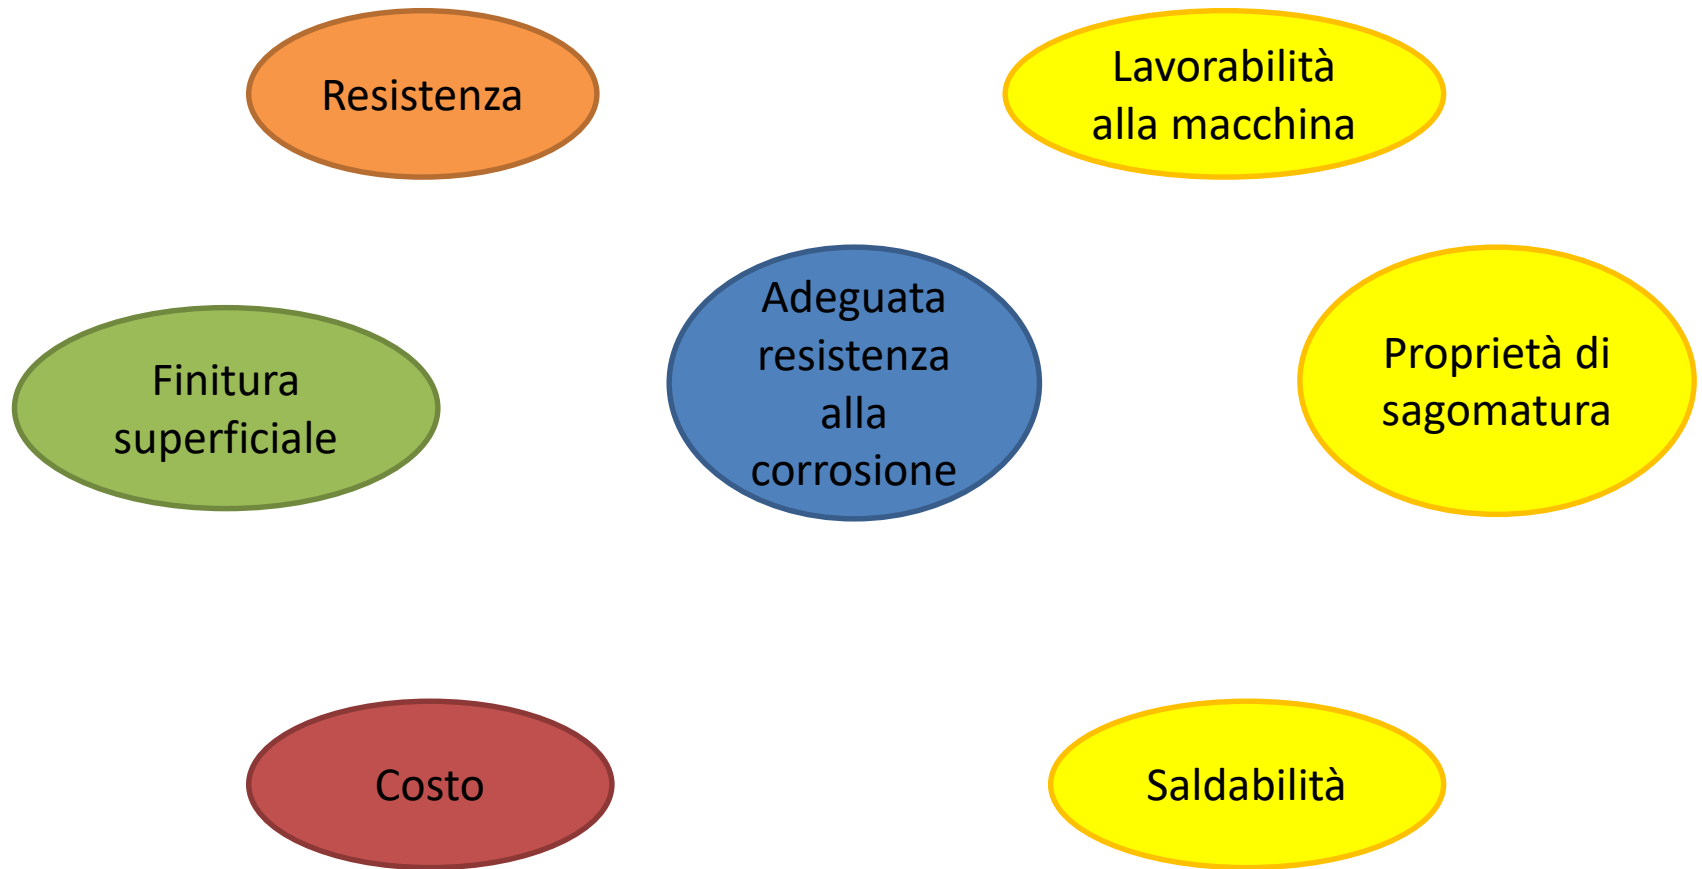 Resistenza
Lavorabilità
alla macchina
Adeguata
resistenza
alla
corrosione
Finitura
superficiale
Proprietà di
sagomatura
Costo
Saldabilità